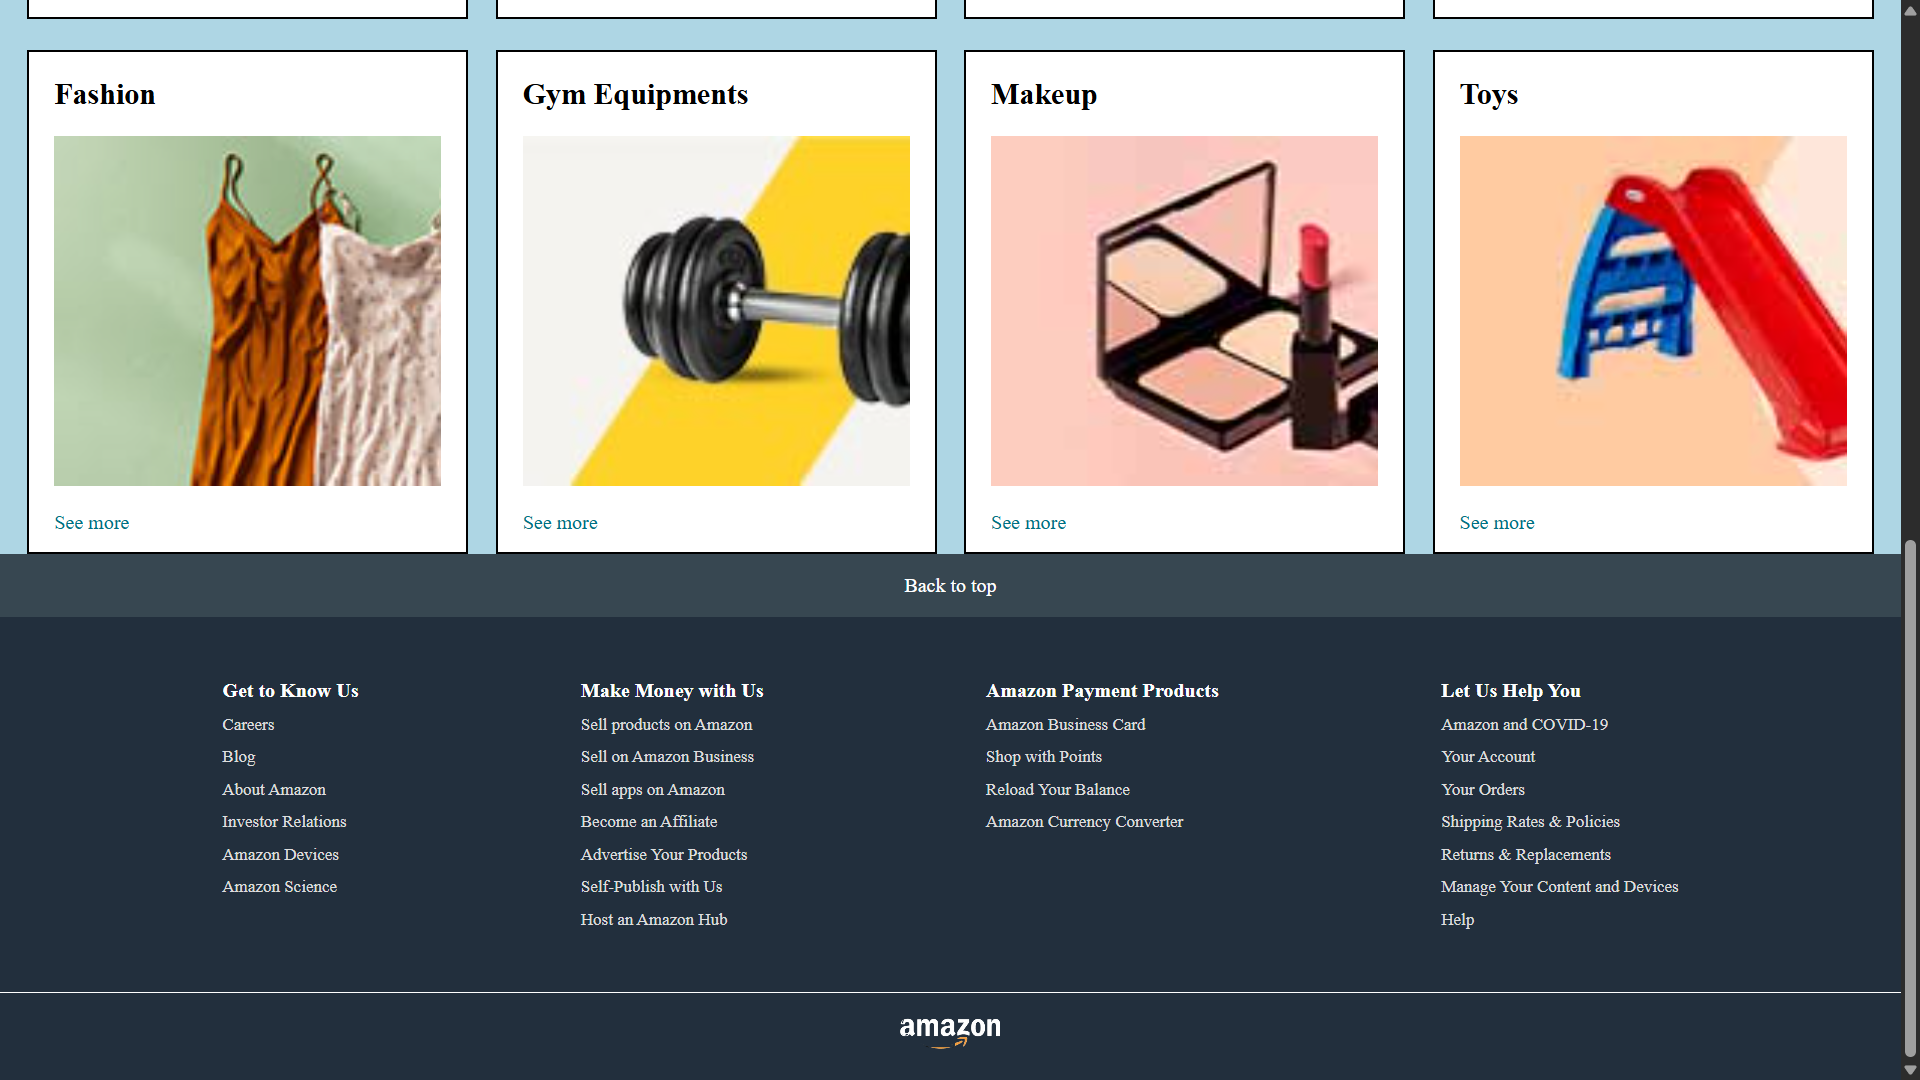 Fashion
Gym Equipments
Makeup
Toys
See more
See more
See more
See more
Back to top
Get to Know Us
Careers
Blog
About Amazon
Investor Relations
Amazon Devices
Amazon Science
Make Money with Us
Sell products on Amazon
Sell on Amazon Business
Sell apps on Amazon
Become an Affiliate
Advertise Your Products
Self-Publish with Us
Host an Amazon Hub
Amazon Payment Products
Amazon Business Card
Shop with Points
Reload Your Balance
Amazon Currency Converter
Let Us Help You
Amazon and COVID-19
Your Account
Your Orders
Shipping Rates & Policies
Returns & Replacements
Manage Your Content and Devices
Help
amazon